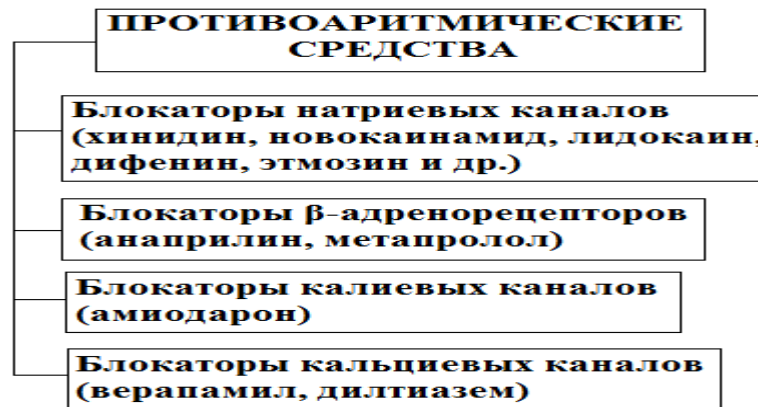 ПРОТИВОАРИТМИЧЕСКИЕ
СРЕДСТВА
Блокаторы натриевых каналов
(хинидин, новокаинамид, лидокаин,
дифенин, этмозин и др.)
Блокаторы β-адренорецепторов
(анаприлин, метапролол)
Блокаторы калиевых каналов
(амиодарон)
Блокаторы кальциевых каналов
(верапамил, дилтиазем)